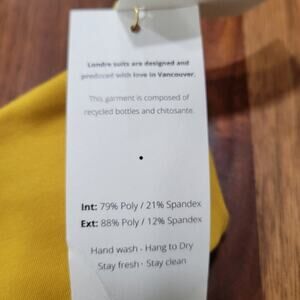 Londre suits are designed and
produced with love in Vancouver.
This garment is composed of
recycled bottles and chitosante.
Int: 79% Poly / 21% Spandex
Ext: 88% Poly / 12% Spandex
Hand wash · Hang to Dry
Stay fresh · Stay clean